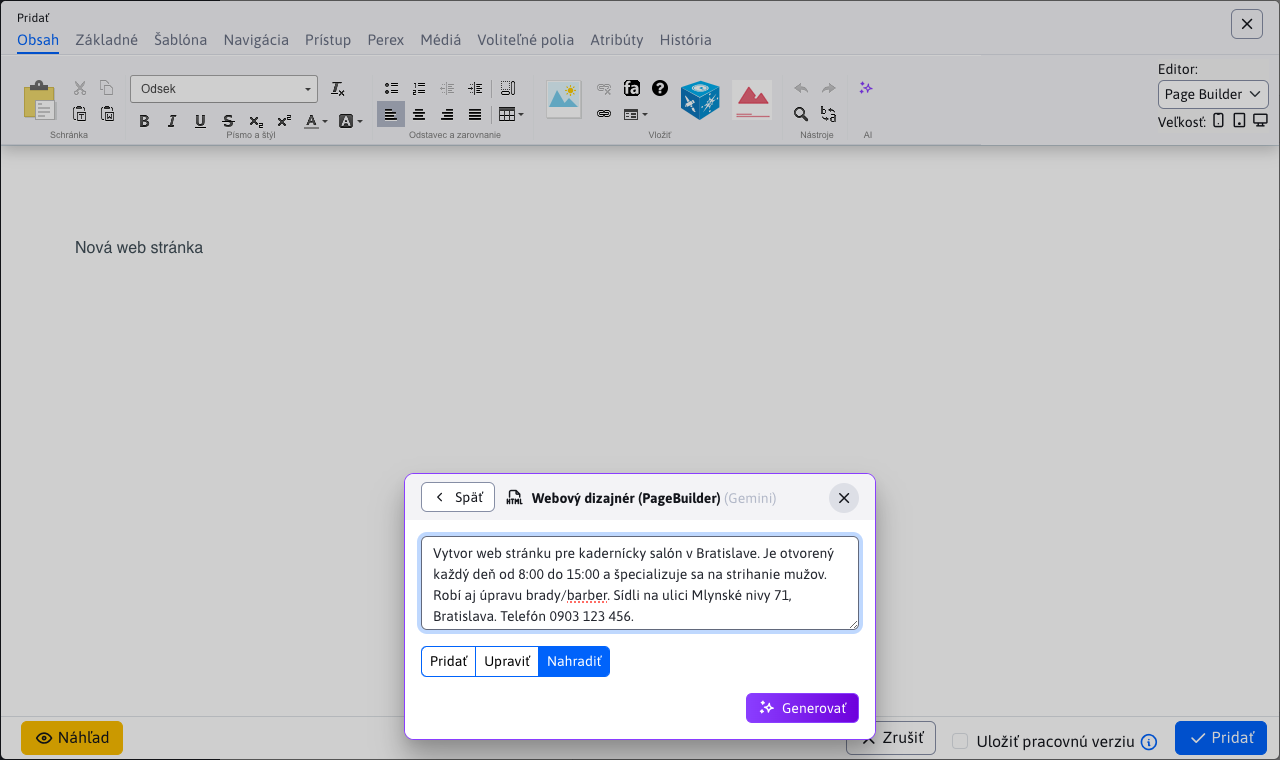 Pridať
Obsah Základné Šablóna Navigácia Prístup Perex Médiá Voliteľné polia Atribúty História
Editor:
Odsek
Page Builder
Veľkosť:
Schránka Písmo a štýl Odstavec a zarovnanie Vložiť Nástroje AI
Nová web stránka
Späť HTML Webový dizajnér (PageBuilder) (Gemini)
Vytvor web stránku pre kadernícky salón v Bratislave. Je otvorený
každý deň od 8:00 do 15:00 a špecializuje sa na strihanie mužov.
Robí aj úpravu brady/barber. Sídli na ulici Mlynské nivy 71,
Bratislava. Telefón 0903 123 456.
Pridať Upraviť Nahradiť
Generovať
Náhľad Zrušiť Uložiť pracovnú verziu Pridať